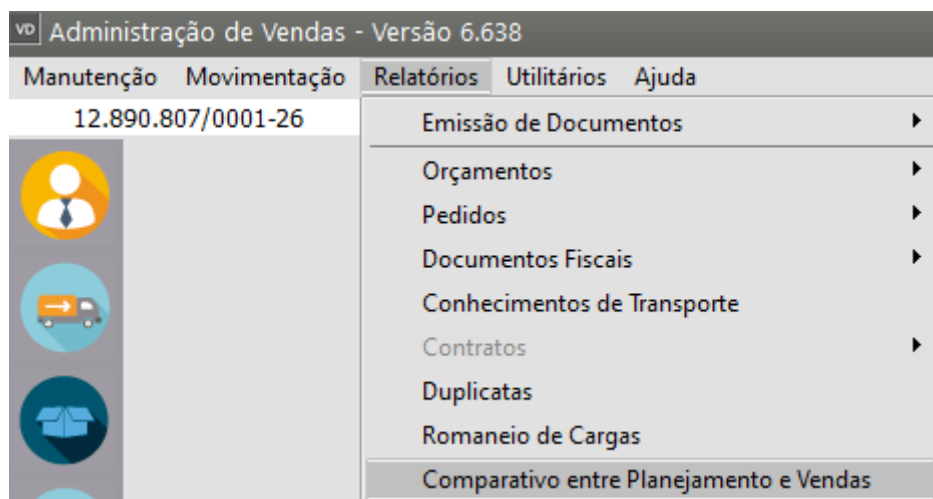 VD Administração de Vendas - Versão 6.638
Manutenção Movimentação Relatórios Utilitários Ajuda
12.890.807/0001-26
Emissão de Documentos
Orçamentos
Pedidos
Documentos Fiscais
Conhecimentos de Transporte
Contratos
Duplicatas
Romaneio de Cargas
Comparativo entre Planejamento e Vendas